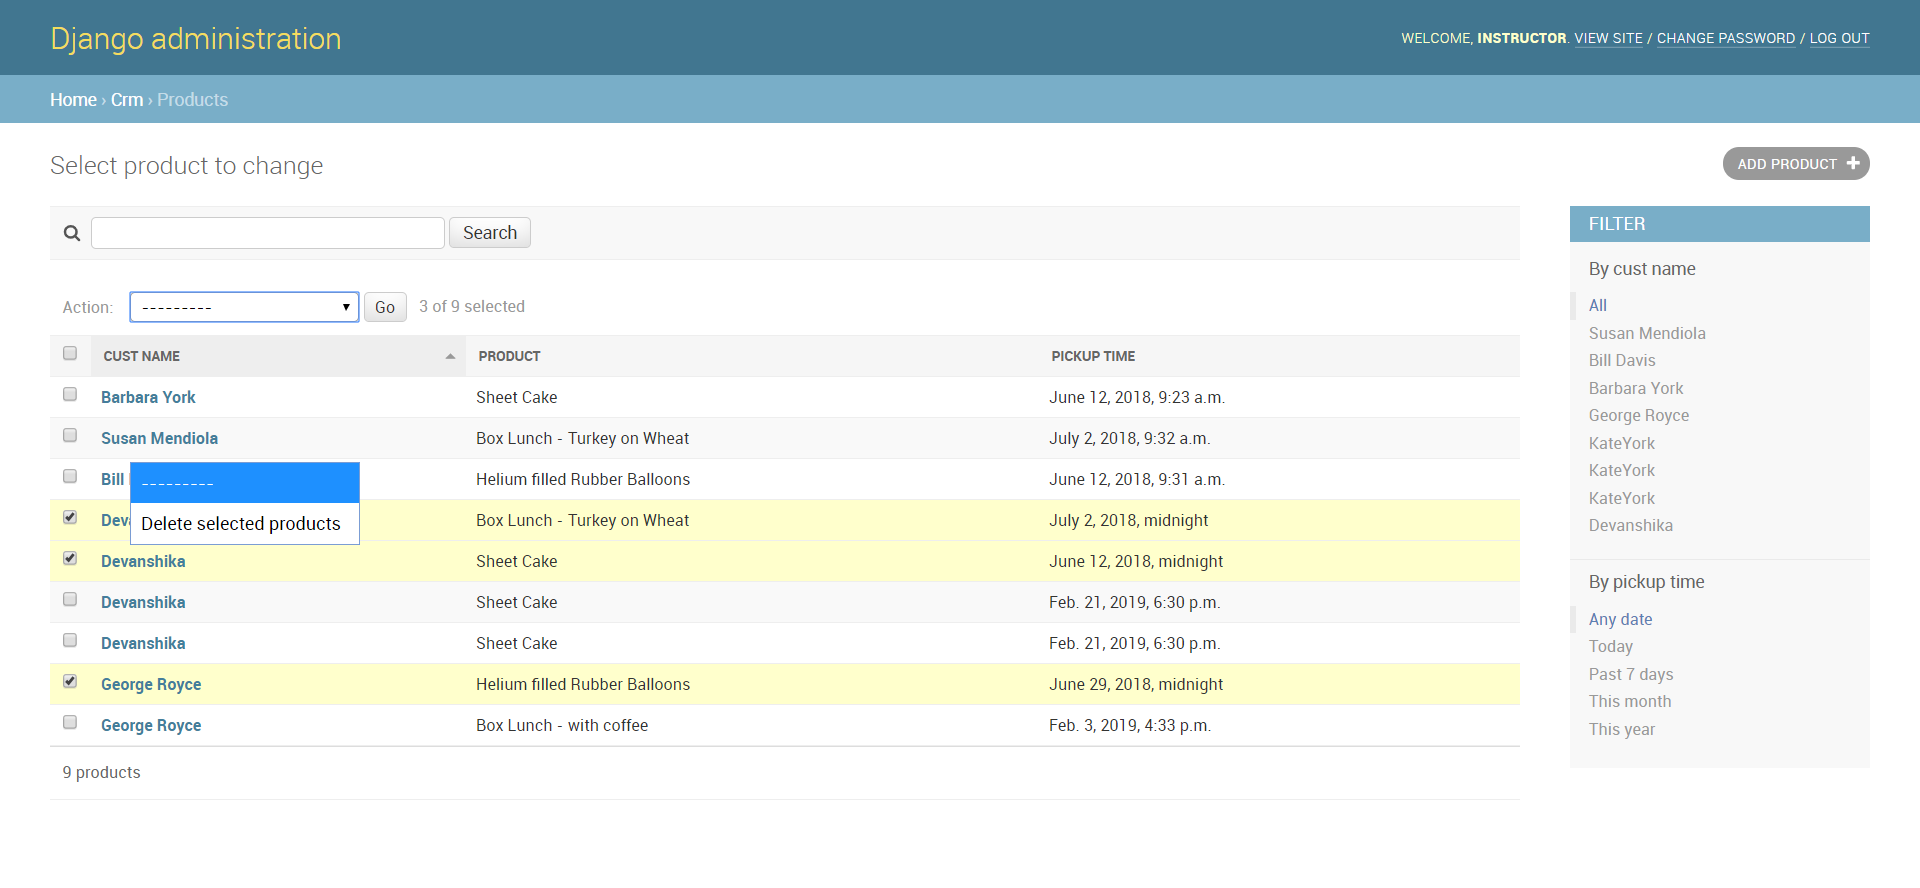 Django administration
WELCOME, INSTRUCTOR. VIEW SITE / CHANGE PASSWORD / LOG OUT
Home › Crm › Products
Select product to change
ADD PRODUCT +
Search
Action: --------- Go 3 of 9 selected
CUST NAME PRODUCT PICKUP TIME
Barbara York Sheet Cake June 12, 2018, 9:23 a.m.
Susan Mendiola Box Lunch - Turkey on Wheat July 2, 2018, 9:32 a.m.
Bill Helium filled Rubber Balloons June 12, 2018, 9:31 a.m.
---------
Box Lunch - Turkey on Wheat July 2, 2018, midnight
Delete selected products
Devanshika Sheet Cake June 12, 2018, midnight
Devanshika Sheet Cake Feb. 21, 2019, 6:30 p.m.
Devanshika Sheet Cake Feb. 21, 2019, 6:30 p.m.
George Royce Helium filled Rubber Balloons June 29, 2018, midnight
George Royce Box Lunch - with coffee Feb. 3, 2019, 4:33 p.m.
9 products
FILTER
By cust name
All
Susan Mendiola
Bill Davis
Barbara York
George Royce
KateYork
KateYork
KateYork
Devanshika
By pickup time
Any date
Today
Past 7 days
This month
This year